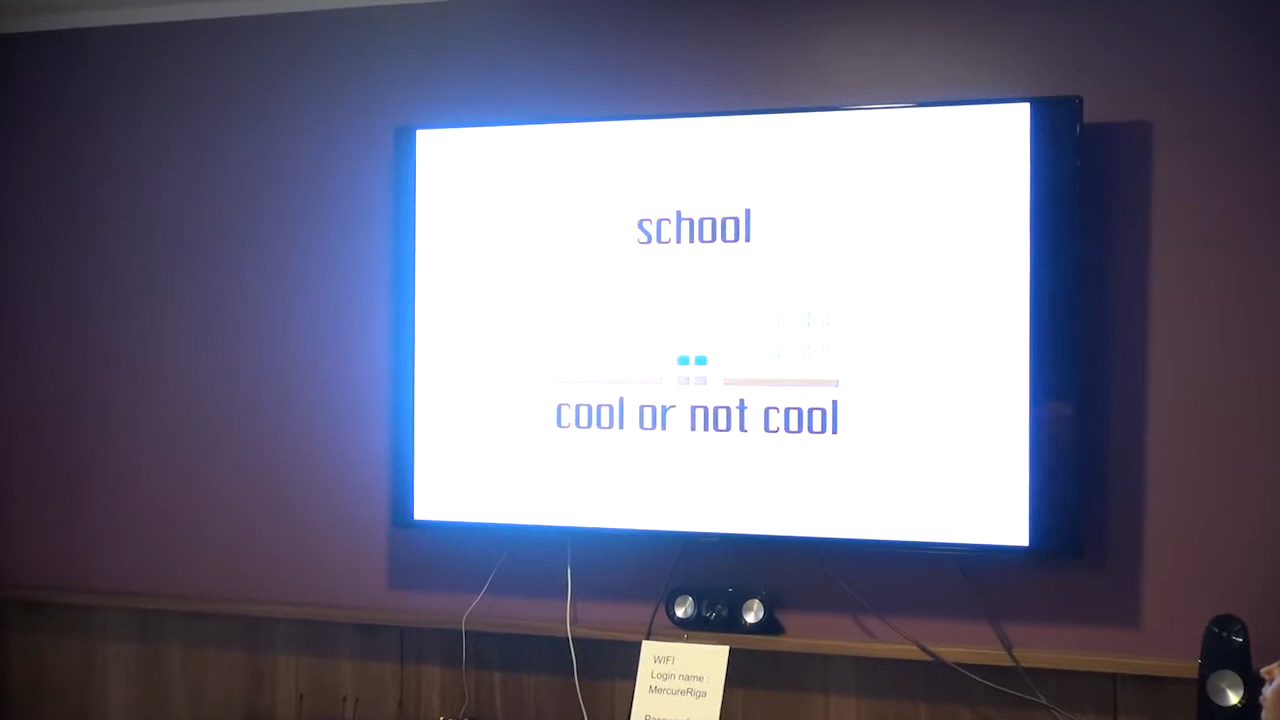 school
cool or not cool
WIFI
Login name :
MercureRiga